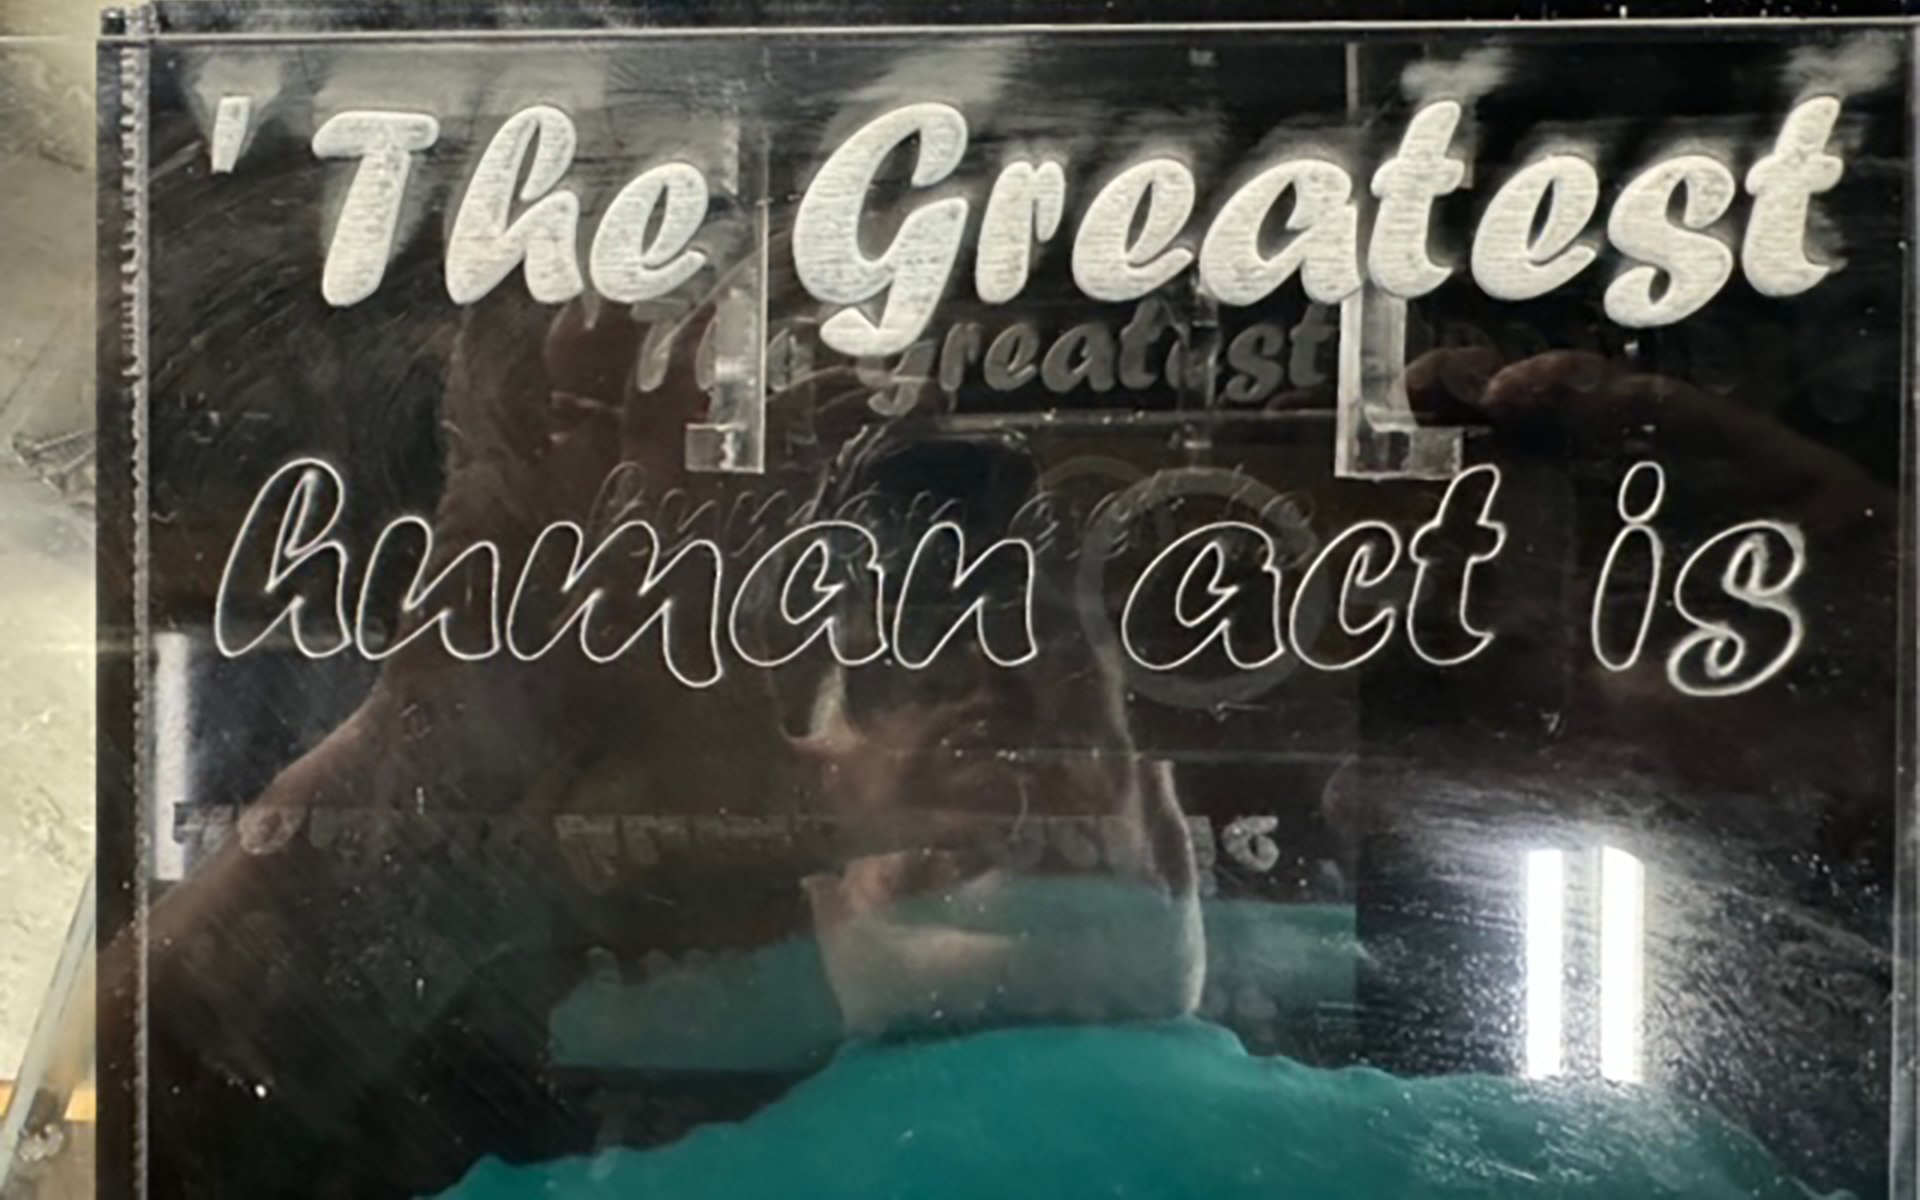 'The Greatest
human act is